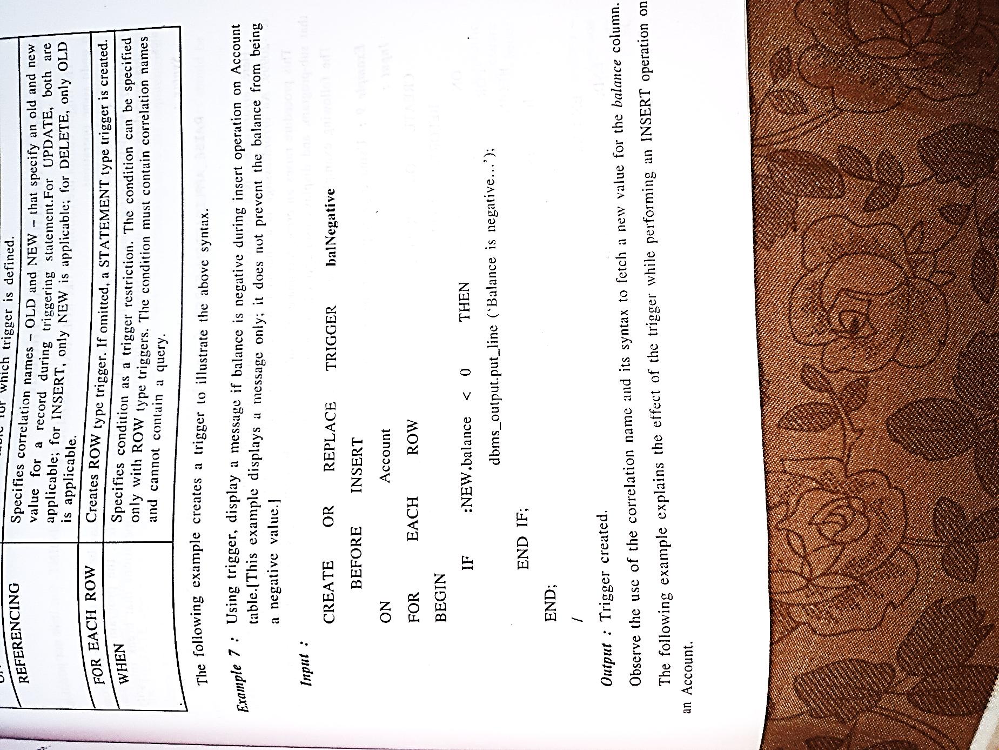 for which trigger is defined.
REFERENCING Specifies correlation names – OLD and NEW – that specify an old and new
value for a record during triggering statement.For UPDATE, both are
applicable; for INSERT, only NEW is applicable; for DELETE, only OLD
is applicable.
FOR EACH ROW Creates ROW type trigger. If omitted, a STATEMENT type trigger is created.
WHEN Specifies condition as a trigger restriction. The condition can be specified
only with ROW type triggers. The condition must contain correlation names
and cannot contain a query.
The following example creates a trigger to illustrate the above syntax.
Example 7 : Using trigger, display a message if balance is negative during insert operation on Account
table.[This example displays a message only; it does not prevent the balance from being
a negative value.]
Input :
CREATE OR REPLACE TRIGGER balNegative
BEFORE INSERT
ON Account
FOR EACH ROW
BEGIN
IF :NEW.balance < 0 THEN
dbms_output.put_line (‘Balance is negative...’);
END IF;
END;
/
Output : Trigger created.
Observe the use of the correlation name and its syntax to fetch a new value for the balance column.
The following example explains the effect of the trigger while performing an INSERT operation on
an Account.